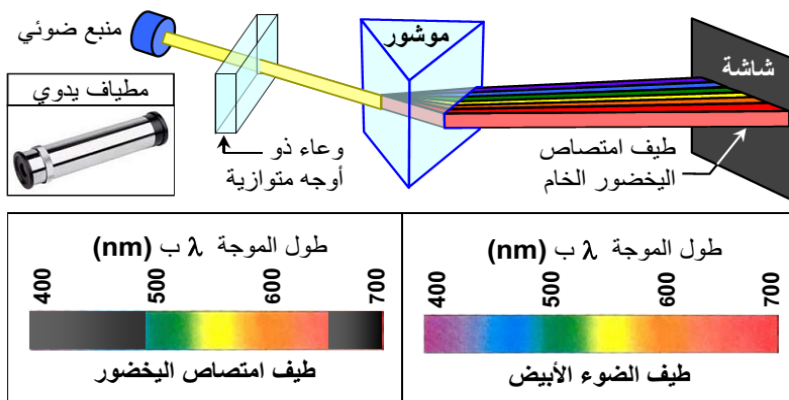 منبع ضوئي
موشور
شاشة
مطياف يدوي
وعاء ذو
أوجه متوازية
طيف امتصاص
اليخضور الخام
طول الموجة λ ب (nm)
400 500 600 700
طيف امتصاص اليخضور
طول الموجة λ ب (nm)
400 500 600 700
طيف الضوء الأبيض